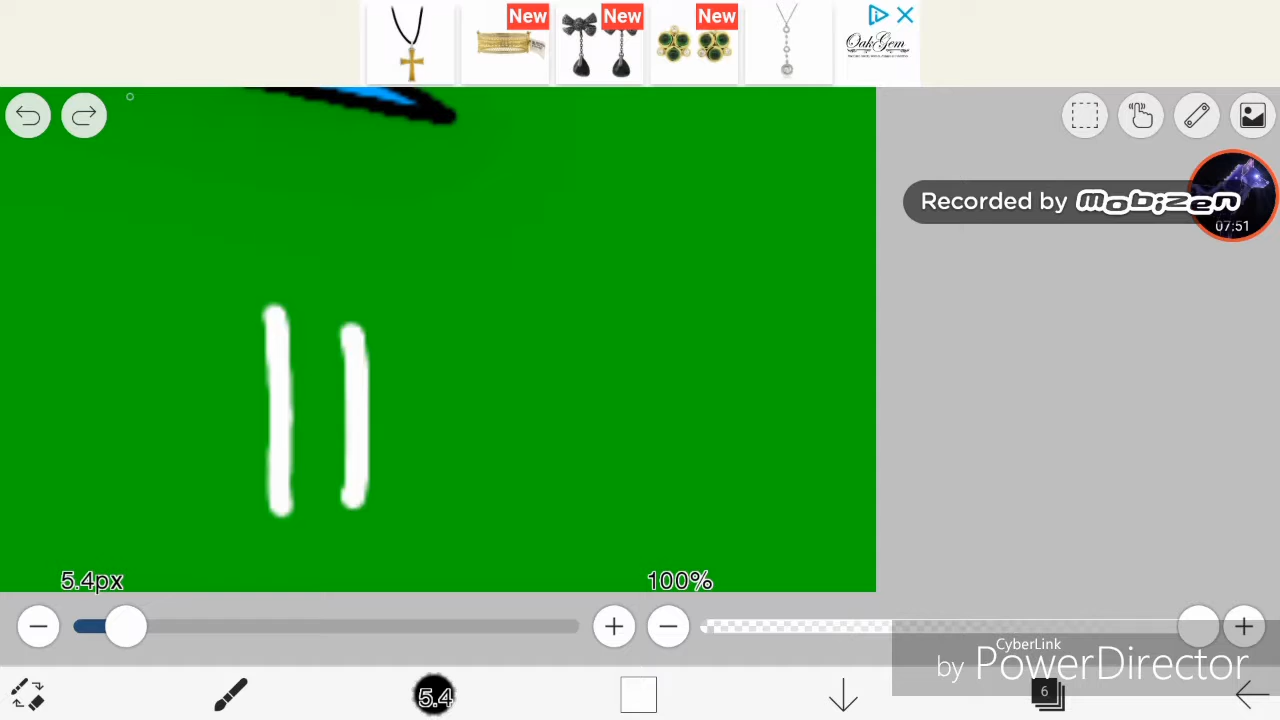 New
New
New
OakGem
Recorded by Mobizen
07:51
5.4px
100%
CyberLink
by PowerDirector
5.4
6